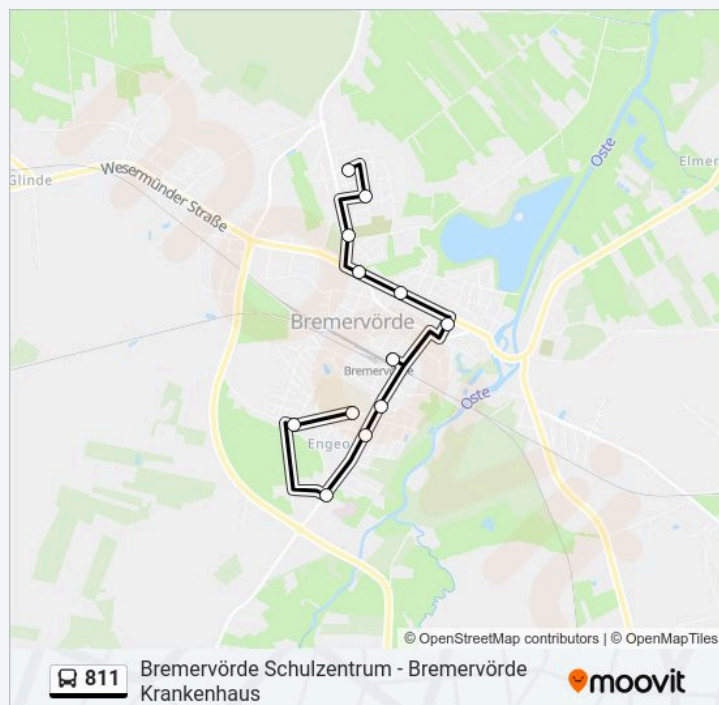 Oste
Elmer
Glinde
Wesermünder Straße
Bremervörde
Bremervörde
Oste
Engeo
© OpenStreetMap contributors | © OpenMapTiles
811
Bremervörde Schulzentrum - Bremervörde
Krankenhaus
moovit